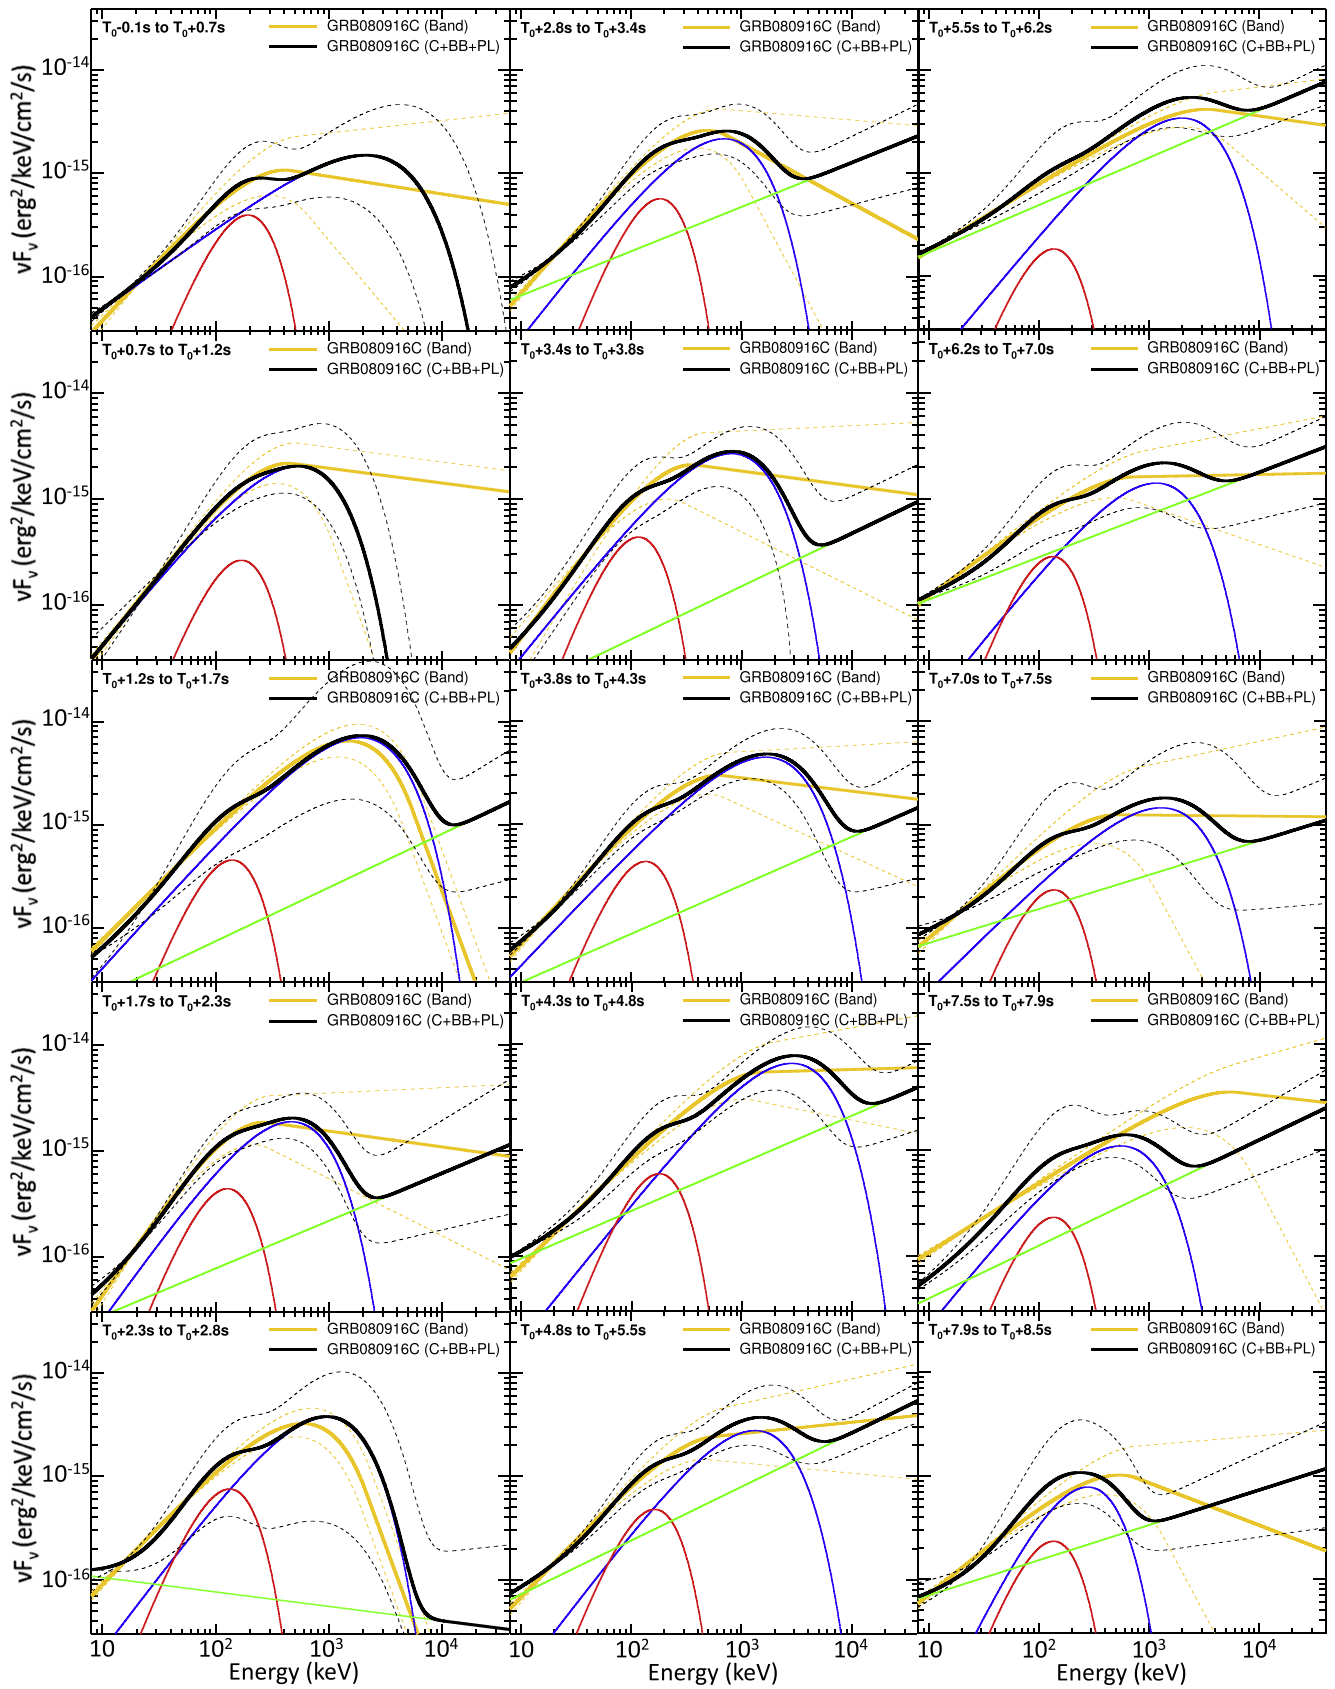 T0-0.1s to T0+0.7s
GRB080916C (Band)
GRB080916C (C+BB+PL)
T0+2.8s to T0+3.4s
GRB080916C (Band)
GRB080916C (C+BB+PL)
T0+5.5s to T0+6.2s
GRB080916C (Band)
GRB080916C (C+BB+PL)
10^-14
10^-15
10^-16
νFν (erg²/keV/cm²/s)
T0+0.7s to T0+1.2s
GRB080916C (Band)
GRB080916C (C+BB+PL)
T0+3.4s to T0+3.8s
GRB080916C (Band)
GRB080916C (C+BB+PL)
T0+6.2s to T0+7.0s
GRB080916C (Band)
GRB080916C (C+BB+PL)
10^-14
10^-15
10^-16
νFν (erg²/keV/cm²/s)
T0+1.2s to T0+1.7s
GRB080916C (Band)
GRB080916C (C+BB+PL)
T0+3.8s to T0+4.3s
GRB080916C (Band)
GRB080916C (C+BB+PL)
T0+7.0s to T0+7.5s
GRB080916C (Band)
GRB080916C (C+BB+PL)
10^-14
10^-15
10^-16
νFν (erg²/keV/cm²/s)
T0+1.7s to T0+2.3s
GRB080916C (Band)
GRB080916C (C+BB+PL)
T0+4.3s to T0+4.8s
GRB080916C (Band)
GRB080916C (C+BB+PL)
T0+7.5s to T0+7.9s
GRB080916C (Band)
GRB080916C (C+BB+PL)
10^-14
10^-15
10^-16
νFν (erg²/keV/cm²/s)
T0+2.3s to T0+2.8s
GRB080916C (Band)
GRB080916C (C+BB+PL)
T0+4.8s to T0+5.5s
GRB080916C (Band)
GRB080916C (C+BB+PL)
T0+7.9s to T0+8.5s
GRB080916C (Band)
GRB080916C (C+BB+PL)
10^-14
10^-15
10^-16
νFν (erg²/keV/cm²/s)
10 10² 10³ 10⁴
10 10² 10³ 10⁴
10 10² 10³ 10⁴
Energy (keV)
Energy (keV)
Energy (keV)